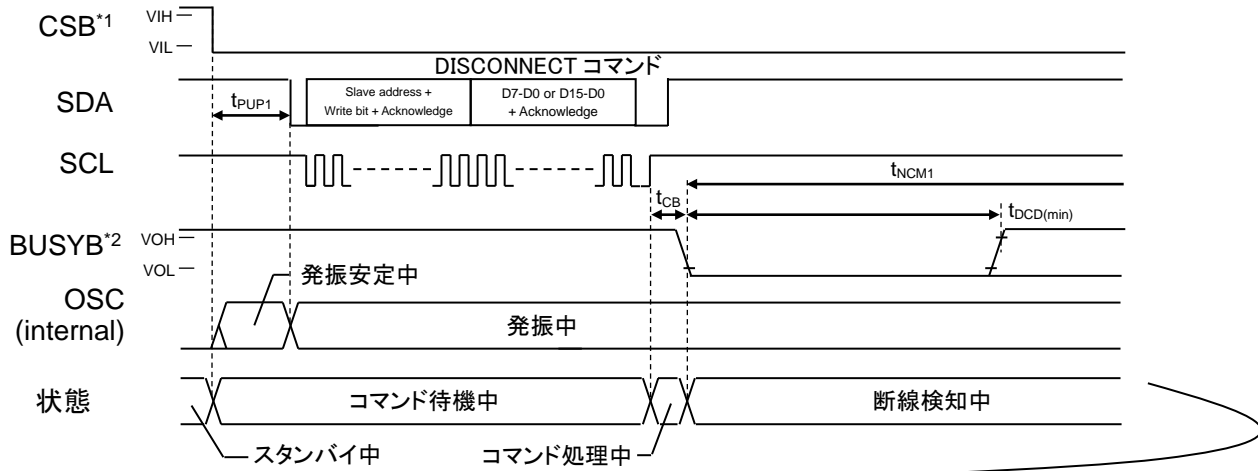 CSB*1
VIH
VIL
DISCONNECT コマンド
SDA
tPUP1
Slave address +
Write bit + Acknowledge
D7-D0 or D15-D0
+ Acknowledge
SCL
tNCM1
tCB
tDCD(min)
BUSYB*2
VOH
VOL
発振安定中
OSC
(internal)
発振中
状態
コマンド待機中
断線検知中
スタンバイ中
コマンド処理中